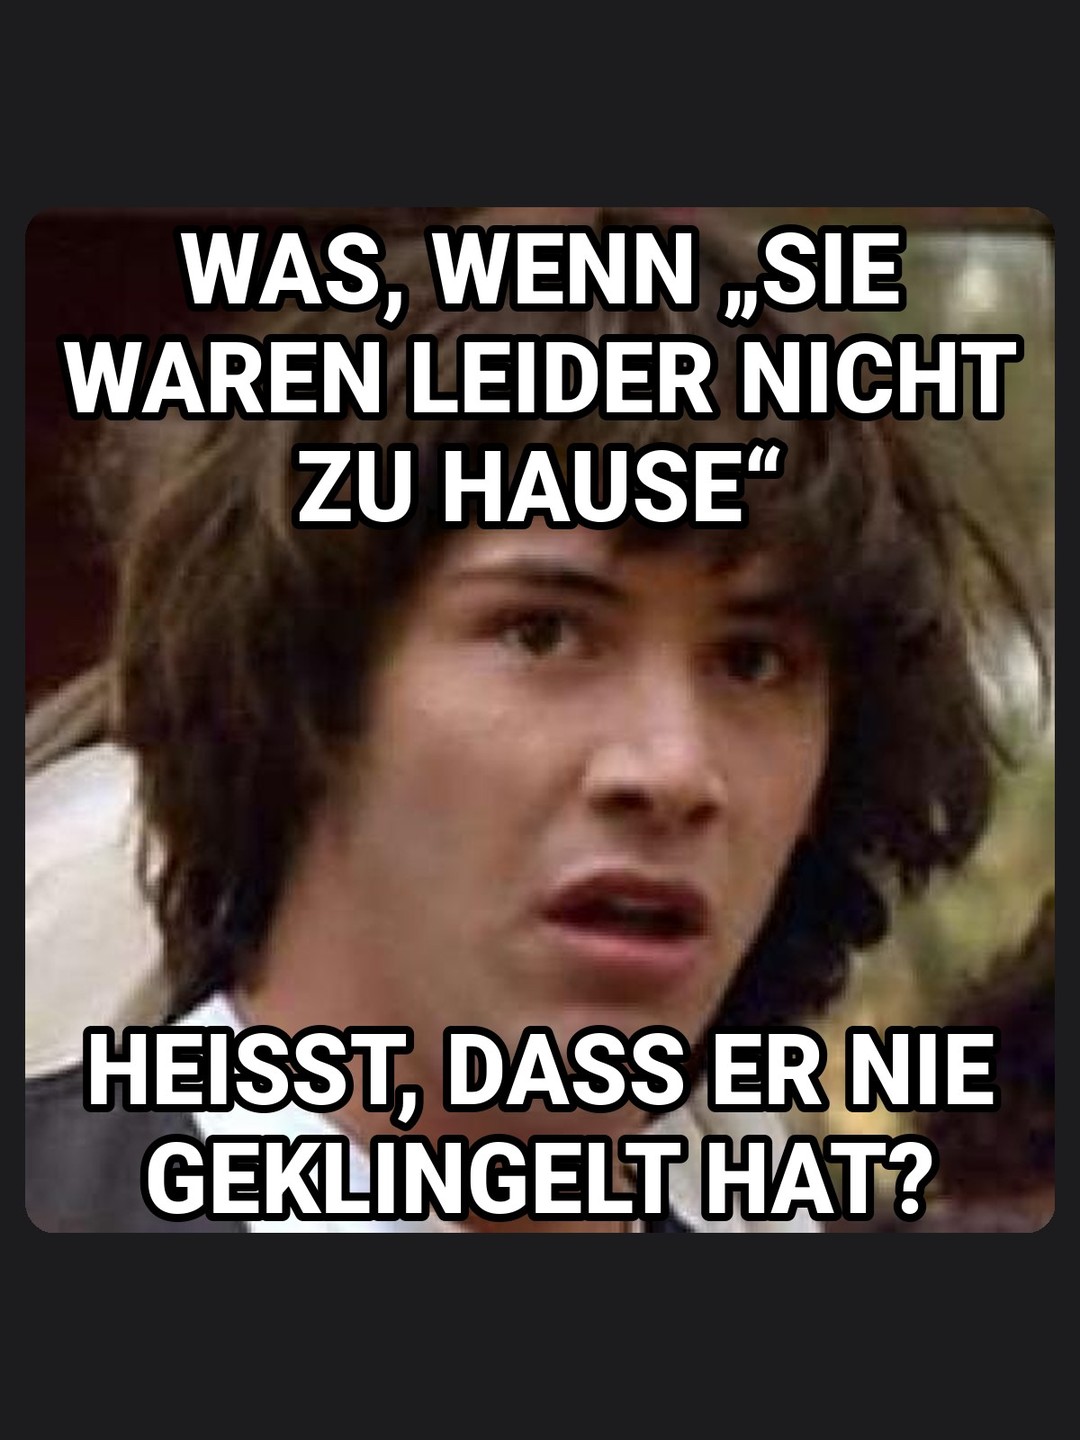 WAS, WENN „SIE
WAREN LEIDER NICHT
ZU HAUSE“
HEISST, DASS ER NIE
GEKLINGELT HAT?